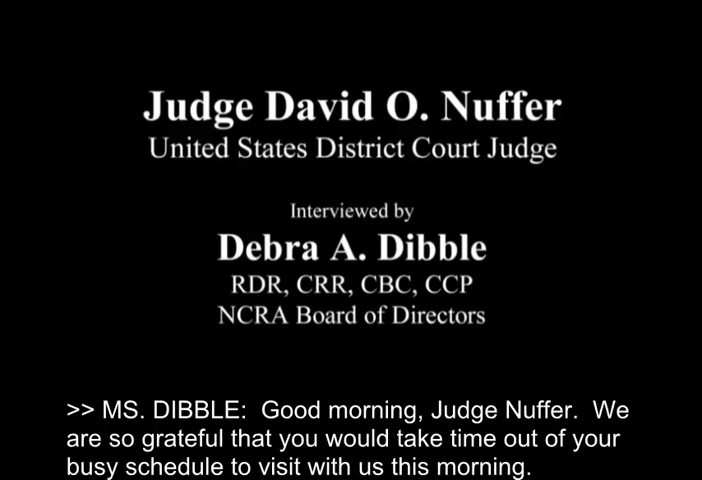 Judge David O. Nuffer
United States District Court Judge
Interviewed by
Debra A. Dibble
RDR, CRR, CBC, CCP
NCRA Board of Directors
>> MS. DIBBLE:  Good morning, Judge Nuffer.  We
are so grateful that you would take time out of your
busy schedule to visit with us this morning.